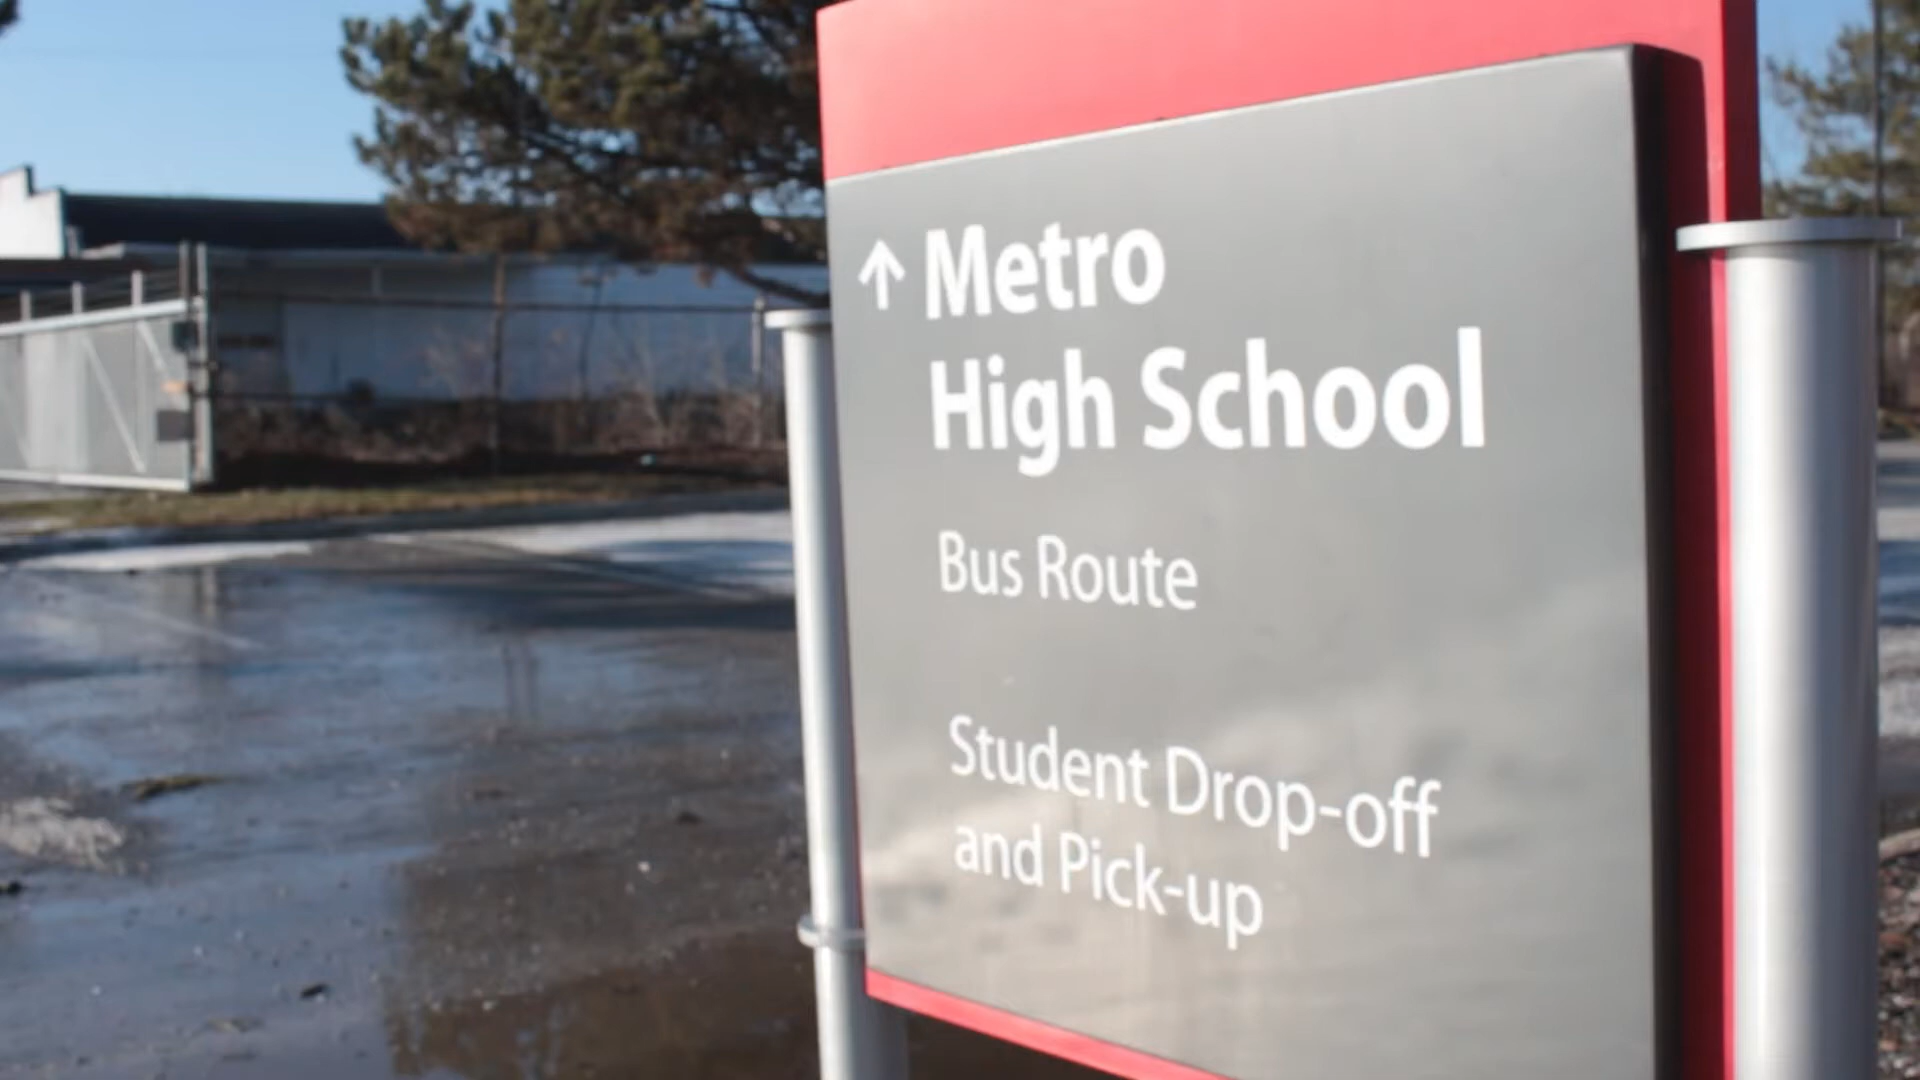 ↑ Metro
High School
Bus Route
Student Drop-off
and Pick-up